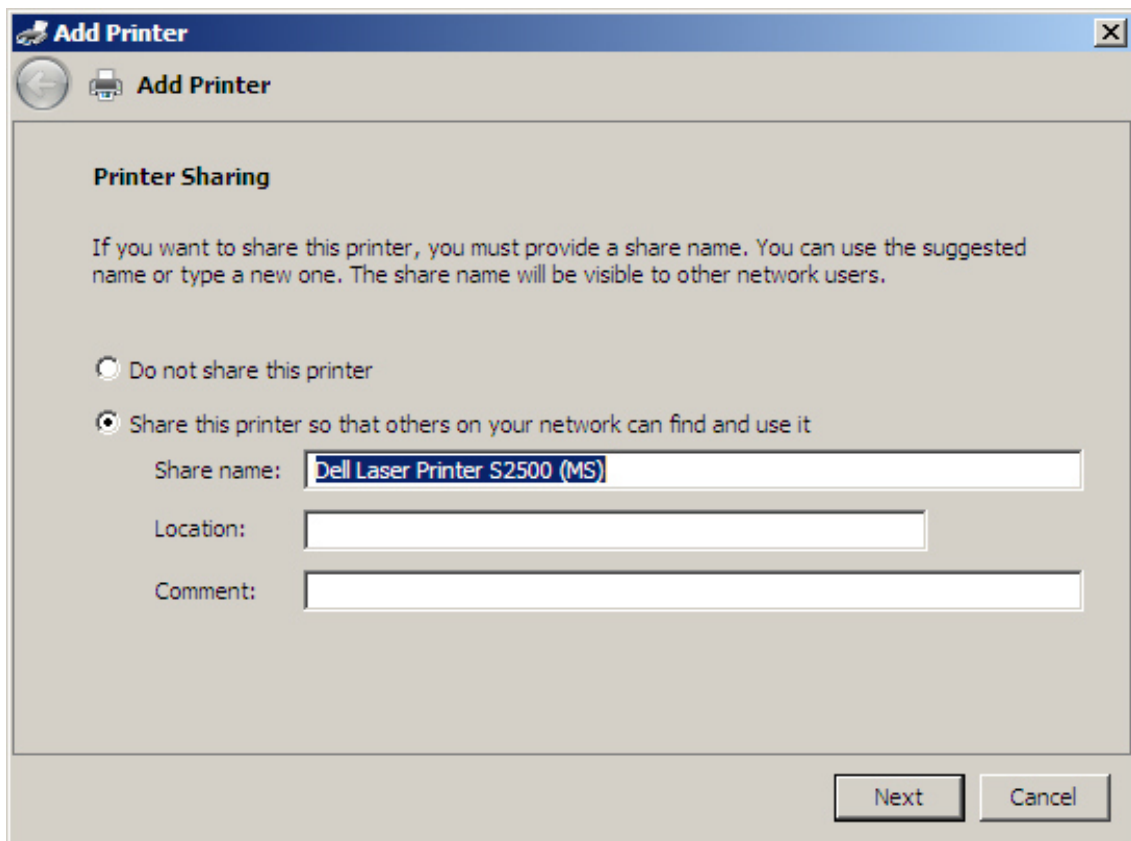 Add Printer
Add Printer
Printer Sharing
If you want to share this printer, you must provide a share name. You can use the suggested
name or type a new one. The share name will be visible to other network users.
Do not share this printer
Share this printer so that others on your network can find and use it
Share name: Dell Laser Printer S2500 (MS)
Location:
Comment:
Next Cancel